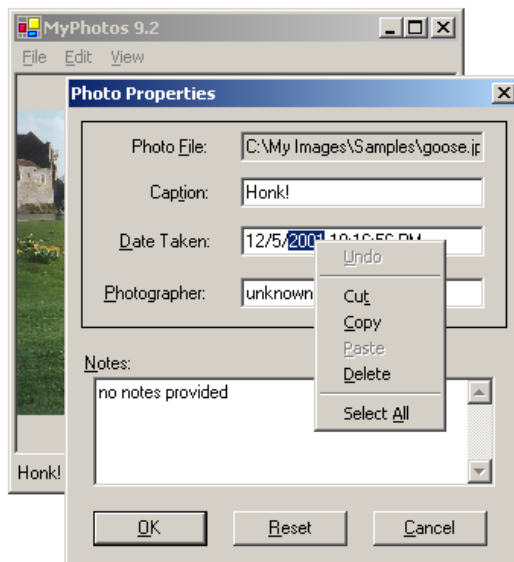 MyPhotos 9.2
File Edit View
Photo Properties
Photo File: C:\My Images\Samples\goose.jp
Caption: Honk!
Date Taken: 12/5/2001
Photographer: unknown
Undo
Cut
Copy
Paste
Delete
Select All
Notes:
no notes provided
Honk!
OK Reset Cancel